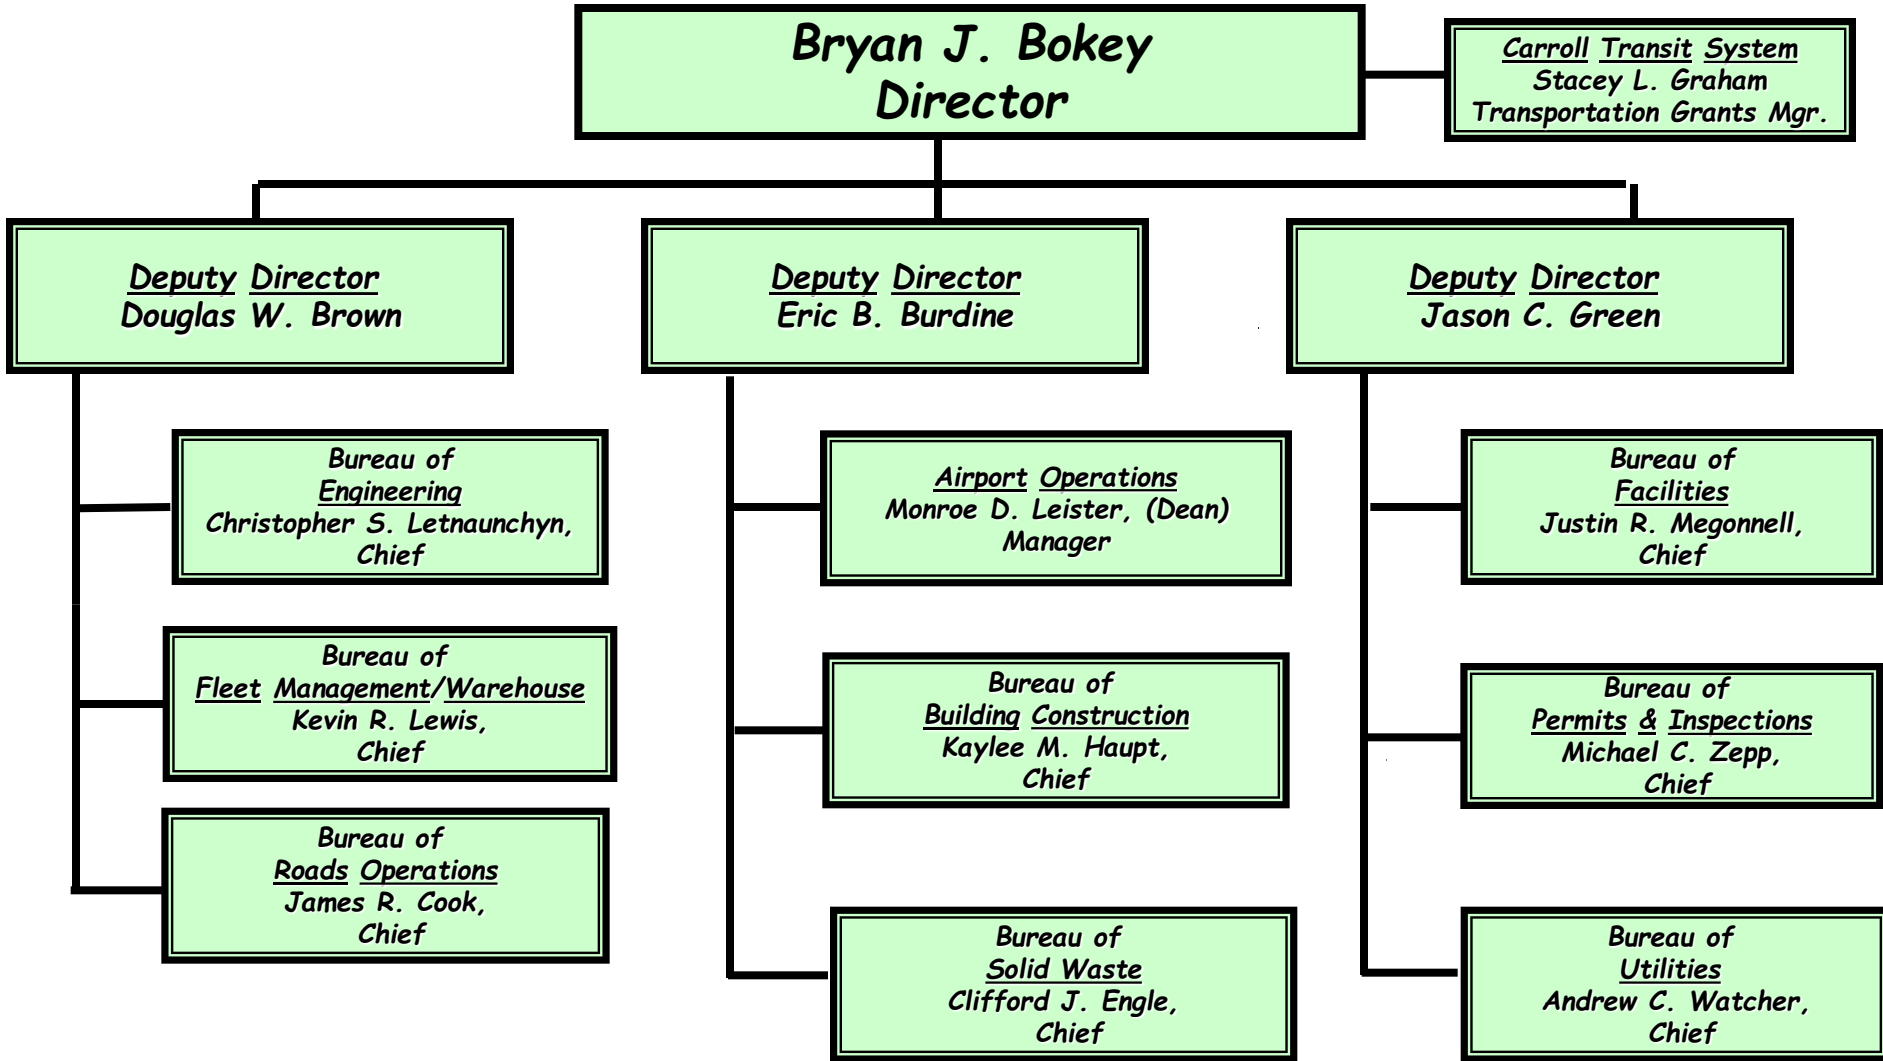 Bryan J. Bokey
Director
Carroll Transit System
Stacey L. Graham
Transportation Grants Mgr.
Deputy Director
Douglas W. Brown
Deputy Director
Eric B. Burdine
Deputy Director
Jason C. Green
Bureau of
Engineering
Christopher S. Letnaunchyn,
Chief
Bureau of
Fleet Management/Warehouse
Kevin R. Lewis,
Chief
Bureau of
Roads Operations
James R. Cook,
Chief
Airport Operations
Monroe D. Leister, (Dean)
Manager
Bureau of
Building Construction
Kaylee M. Haupt,
Chief
Bureau of
Solid Waste
Clifford J. Engle,
Chief
Bureau of
Facilities
Justin R. Megonnell,
Chief
Bureau of
Permits & Inspections
Michael C. Zepp,
Chief
Bureau of
Utilities
Andrew C. Watcher,
Chief